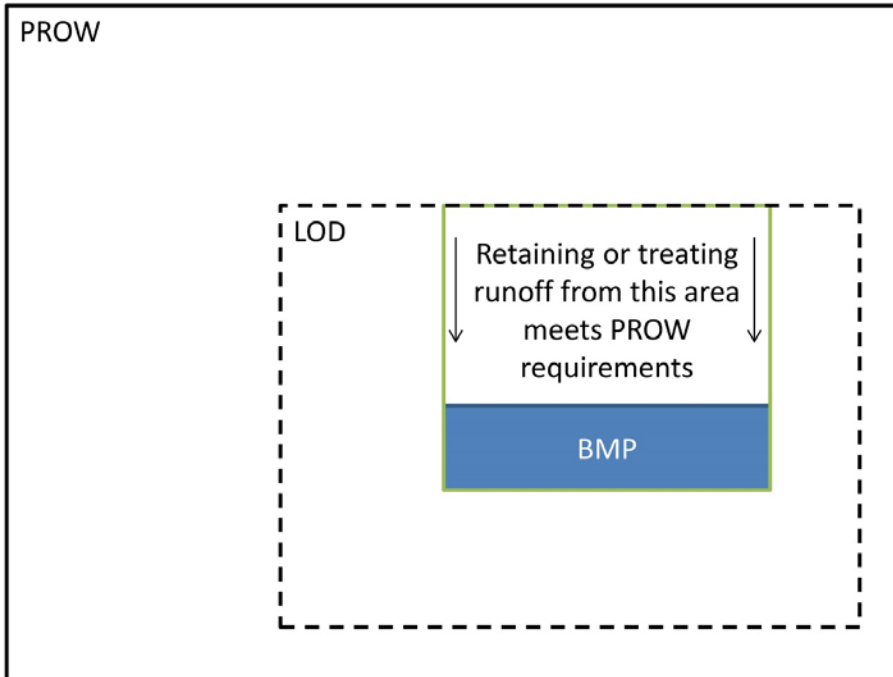 PROW
LOD
Retaining or treating
runoff from this area
meets PROW
requirements
BMP